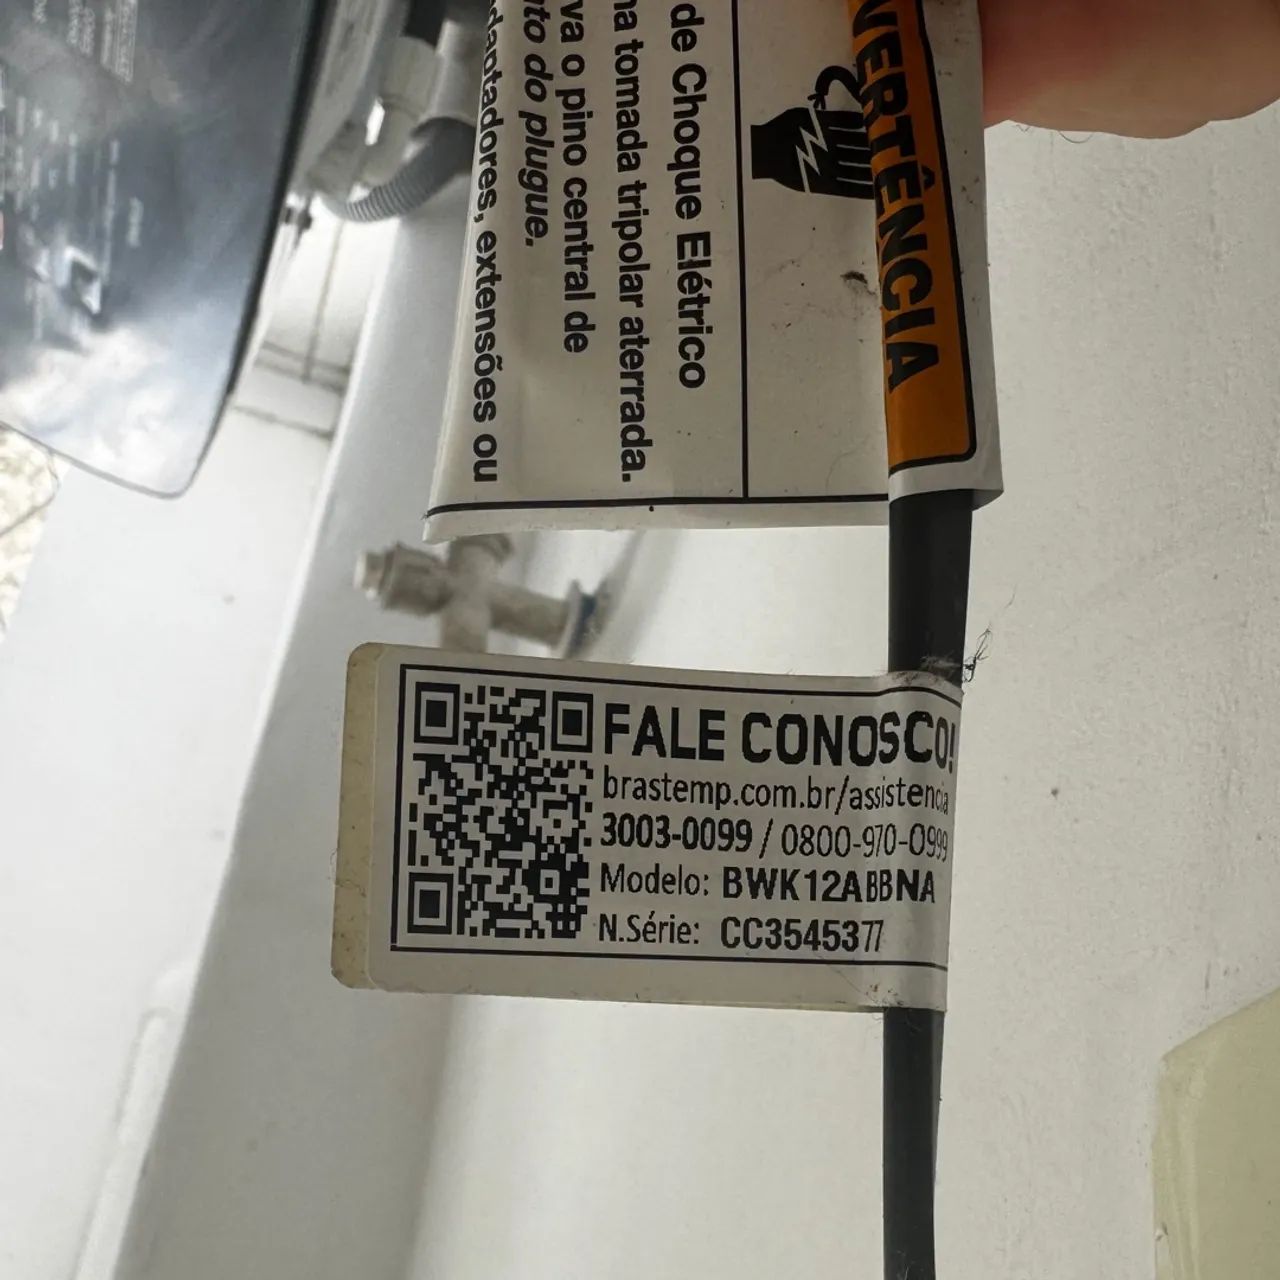 VERTÊNCIA
de Choque Elétrico
na tomada tripolar aterrada.
va o pino central de
nto do plugue.
adaptadores, extensões ou
FALE CONOSCO!
brastemp.com.br/assistencia
3003-0099 / 0800-970-0999
Modelo: BWK12ABBNA
N.Série: CC3545377